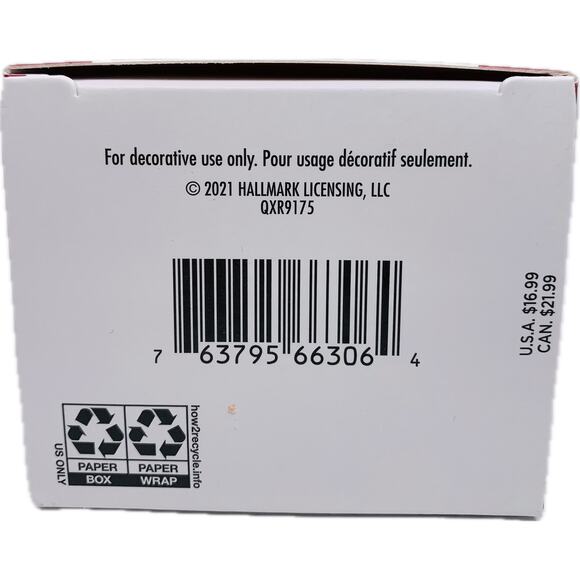 For decorative use only. Pour usage décoratif seulement.
© 2021 HALLMARK LICENSING, LLC
QXR9175
7 63795 66306 4
U.S.A. $16.99
CAN. $21.99
US ONLY
PAPER PAPER
BOX WRAP
how2recycle.info